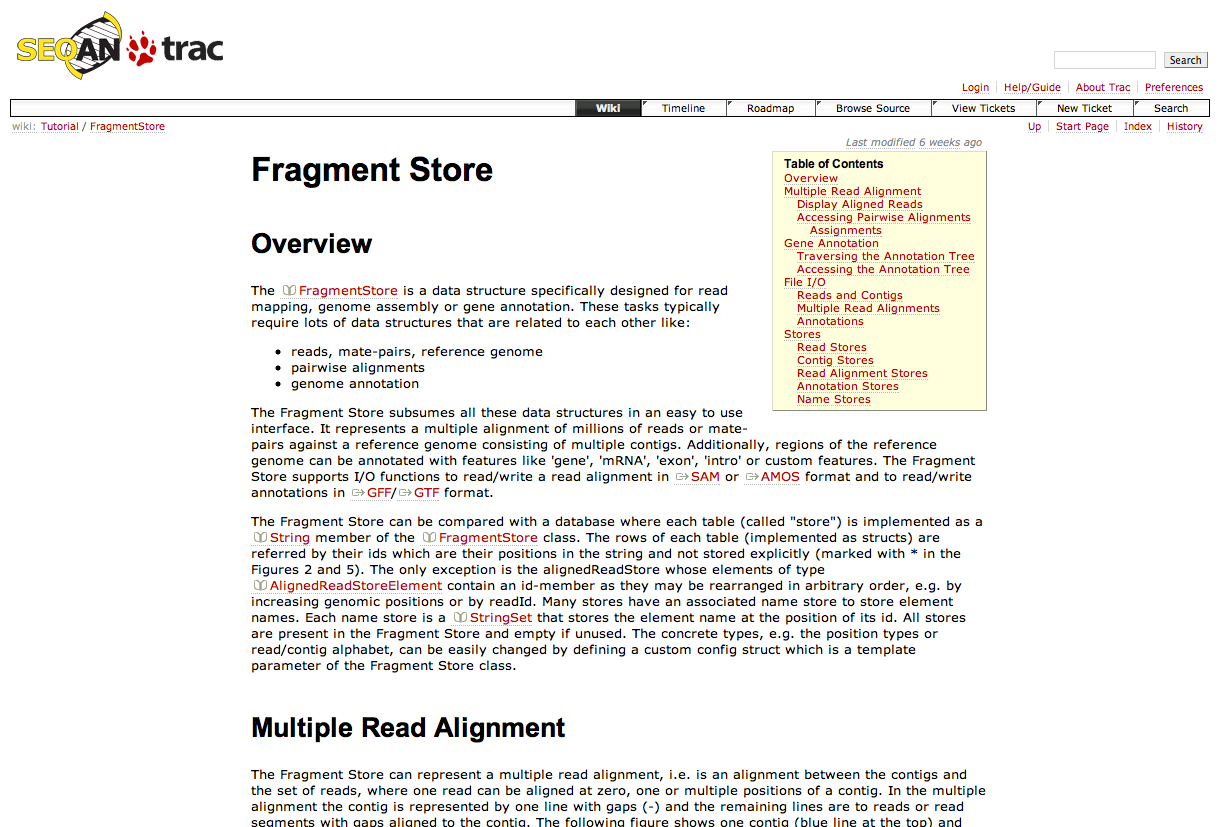 SEQAN trac
Search
Login Help/Guide About Trac Preferences
Wiki Timeline Roadmap Browse Source View Tickets New Ticket Search
wiki: Tutorial / FragmentStore
Up Start Page Index History
Last modified 6 weeks ago
Fragment Store
Table of Contents
Overview
Multiple Read Alignment
Display Aligned Reads
Accessing Pairwise Alignments
Assignments
Gene Annotation
Traversing the Annotation Tree
Accessing the Annotation Tree
File I/O
Reads and Contigs
Multiple Read Alignments
Annotations
Stores
Read Stores
Contig Stores
Read Alignment Stores
Annotation Stores
Name Stores
Overview
The FragmentStore is a data structure specifically designed for read
mapping, genome assembly or gene annotation. These tasks typically
require lots of data structures that are related to each other like:
• reads, mate-pairs, reference genome
• pairwise alignments
• genome annotation
The Fragment Store subsumes all these data structures in an easy to use
interface. It represents a multiple alignment of millions of reads or mate-
pairs against a reference genome consisting of multiple contigs. Additionally, regions of the reference
genome can be annotated with features like 'gene', 'mRNA', 'exon', 'intro' or custom features. The Fragment
Store supports I/O functions to read/write a read alignment in SAM or AMOS format and to read/write
annotations in GFF/ GTF format.
The Fragment Store can be compared with a database where each table (called "store") is implemented as a
String member of the FragmentStore class. The rows of each table (implemented as structs) are
referred by their ids which are their positions in the string and not stored explicitly (marked with * in the
Figures 2 and 5). The only exception is the alignedReadStore whose elements of type
AlignedReadStoreElement contain an id-member as they may be rearranged in arbitrary order, e.g. by
increasing genomic positions or by readId. Many stores have an associated name store to store element
names. Each name store is a StringSet that stores the element name at the position of its id. All stores
are present in the Fragment Store and empty if unused. The concrete types, e.g. the position types or
read/contig alphabet, can be easily changed by defining a custom config struct which is a template
parameter of the Fragment Store class.
Multiple Read Alignment
The Fragment Store can represent a multiple read alignment, i.e. is an alignment between the contigs and
the set of reads, where one read can be aligned at zero, one or multiple positions of a contig. In the multiple
alignment the contig is represented by one line with gaps (-) and the remaining lines are to reads or read
segments with gaps aligned to the contig. The following figure shows one contig (blue line at the top) and